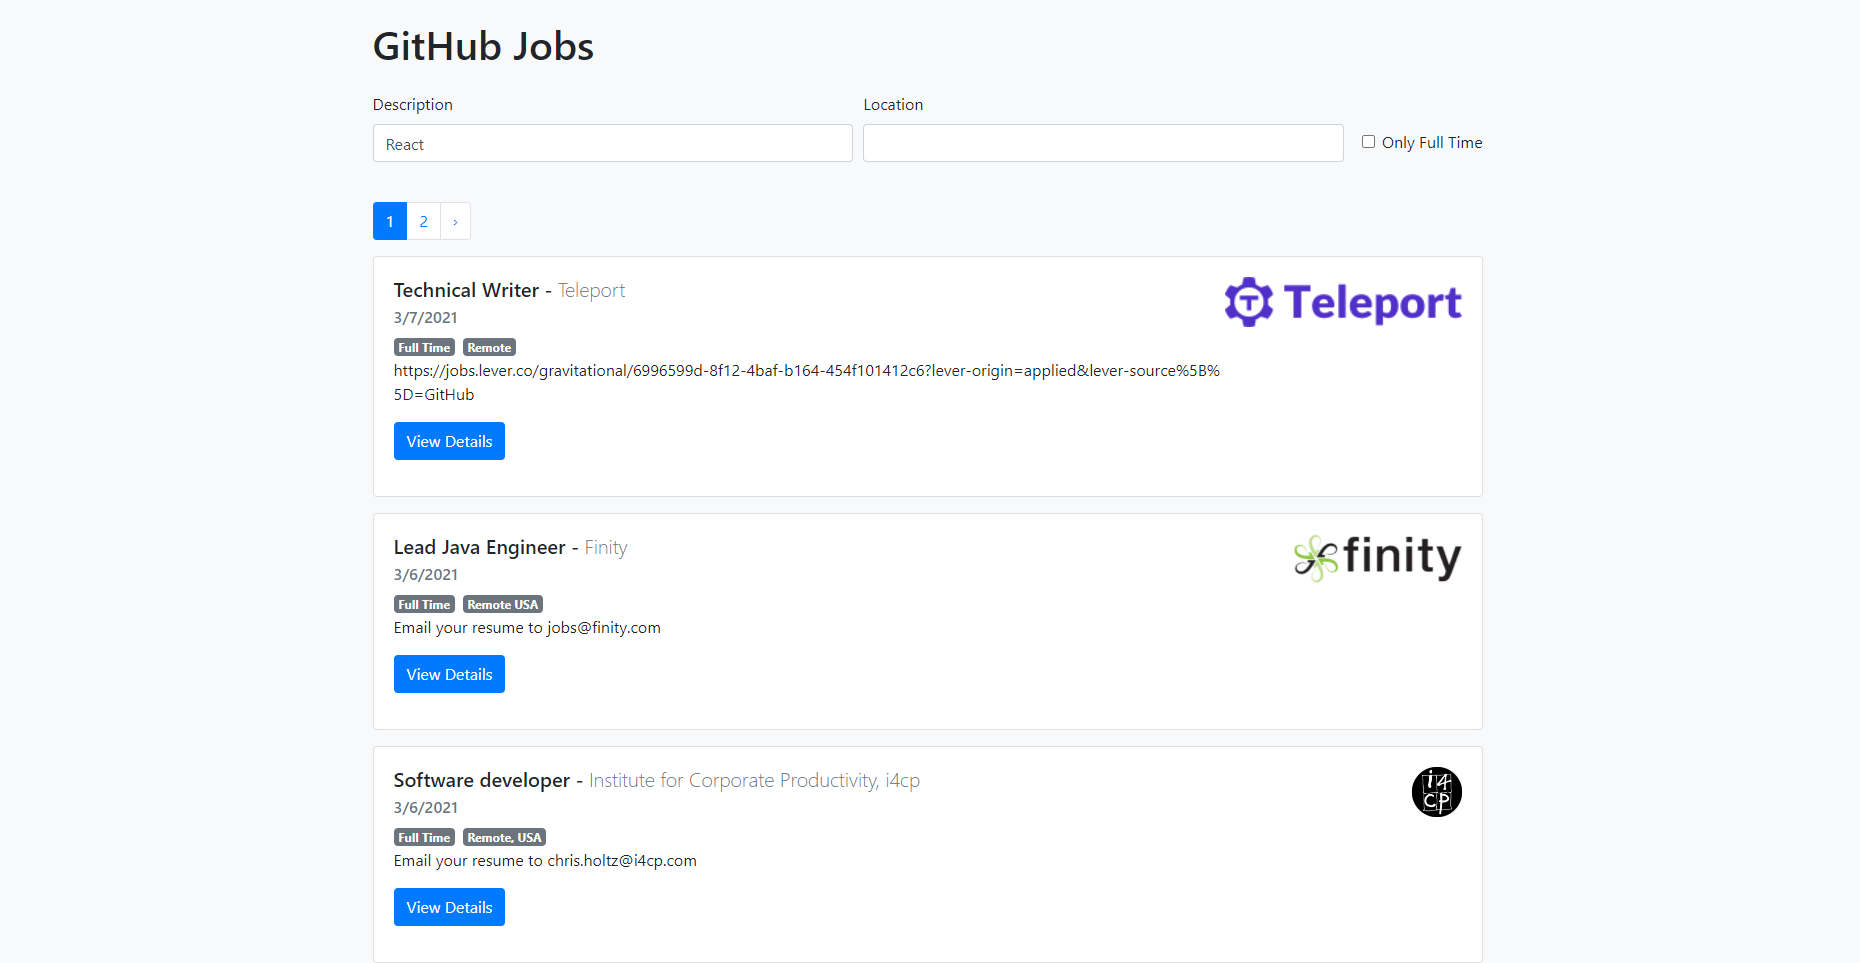 GitHub Jobs
Description
Location
React
Only Full Time
1 2 ›
Technical Writer - Teleport
Teleport
3/7/2021
Full Time Remote
https://jobs.lever.co/gravitational/6996599d-8f12-4baf-b164-454f101412c6?lever-origin=applied&lever-source%5B%
5D=GitHub
View Details
Lead Java Engineer - Finity
finity
3/6/2021
Full Time Remote USA
Email your resume to jobs@finity.com
View Details
Software developer - Institute for Corporate Productivity, i4cp
i4
CP
3/6/2021
Full Time Remote, USA
Email your resume to chris.holtz@i4cp.com
View Details